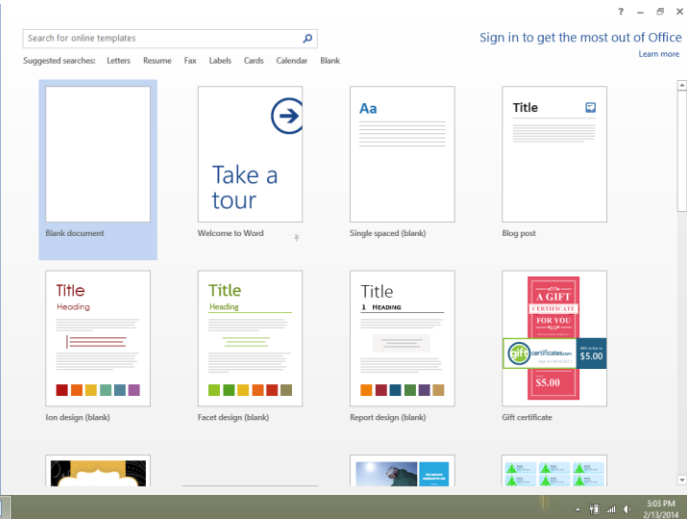 ?
Search for online templates
Sign in to get the most out of Office
Learn more
Suggested searches: Letters Resume Fax Labels Cards Calendar Blank
Take a
tour
Aa
Title
Blank document
Welcome to Word
Single spaced (blank)
Blog post
Title
Heading
Title
Heading
Title
1 HEADING
A GIFT
CERTIFICATE
FOR YOU
gift certificates.com
$5.00
$5.00
Ion design (blank)
Facet design (blank)
Report design (blank)
Gift certificate
3:03 PM
2/13/2014